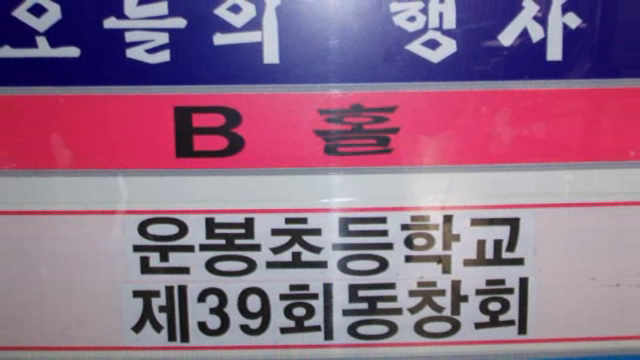 오늘의 행사
B 홀
운봉초등학교
제39회동창회